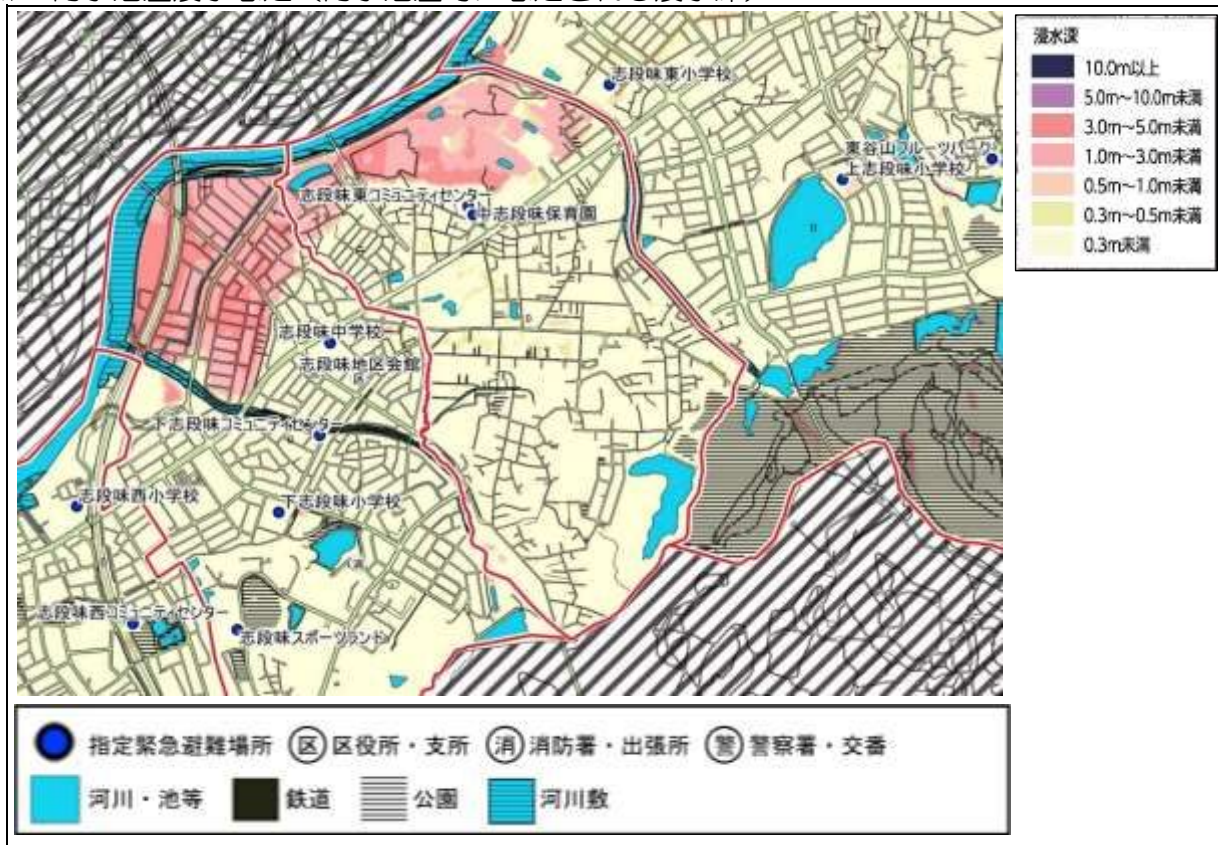 志段味東小学校
東谷山フルーツパーク
上志段味小学校
志段味東コミュニティセンター
中志段味保育園
志段味中学校
志段味地区会館
区
下志段味コミュニティセンター
志段味西小学校
下志段味小学校
志段味西コミュニティセンター
志段味スポーツランド
浸水深
10.0m以上
5.0m～10.0m未満
3.0m～5.0m未満
1.0m～3.0m未満
0.5m～1.0m未満
0.3m～0.5m未満
0.3m未満
指定緊急避難場所 区 区役所・支所 消 消防署・出張所 警 警察署・交番
河川・池等 鉄道 公園 河川敷